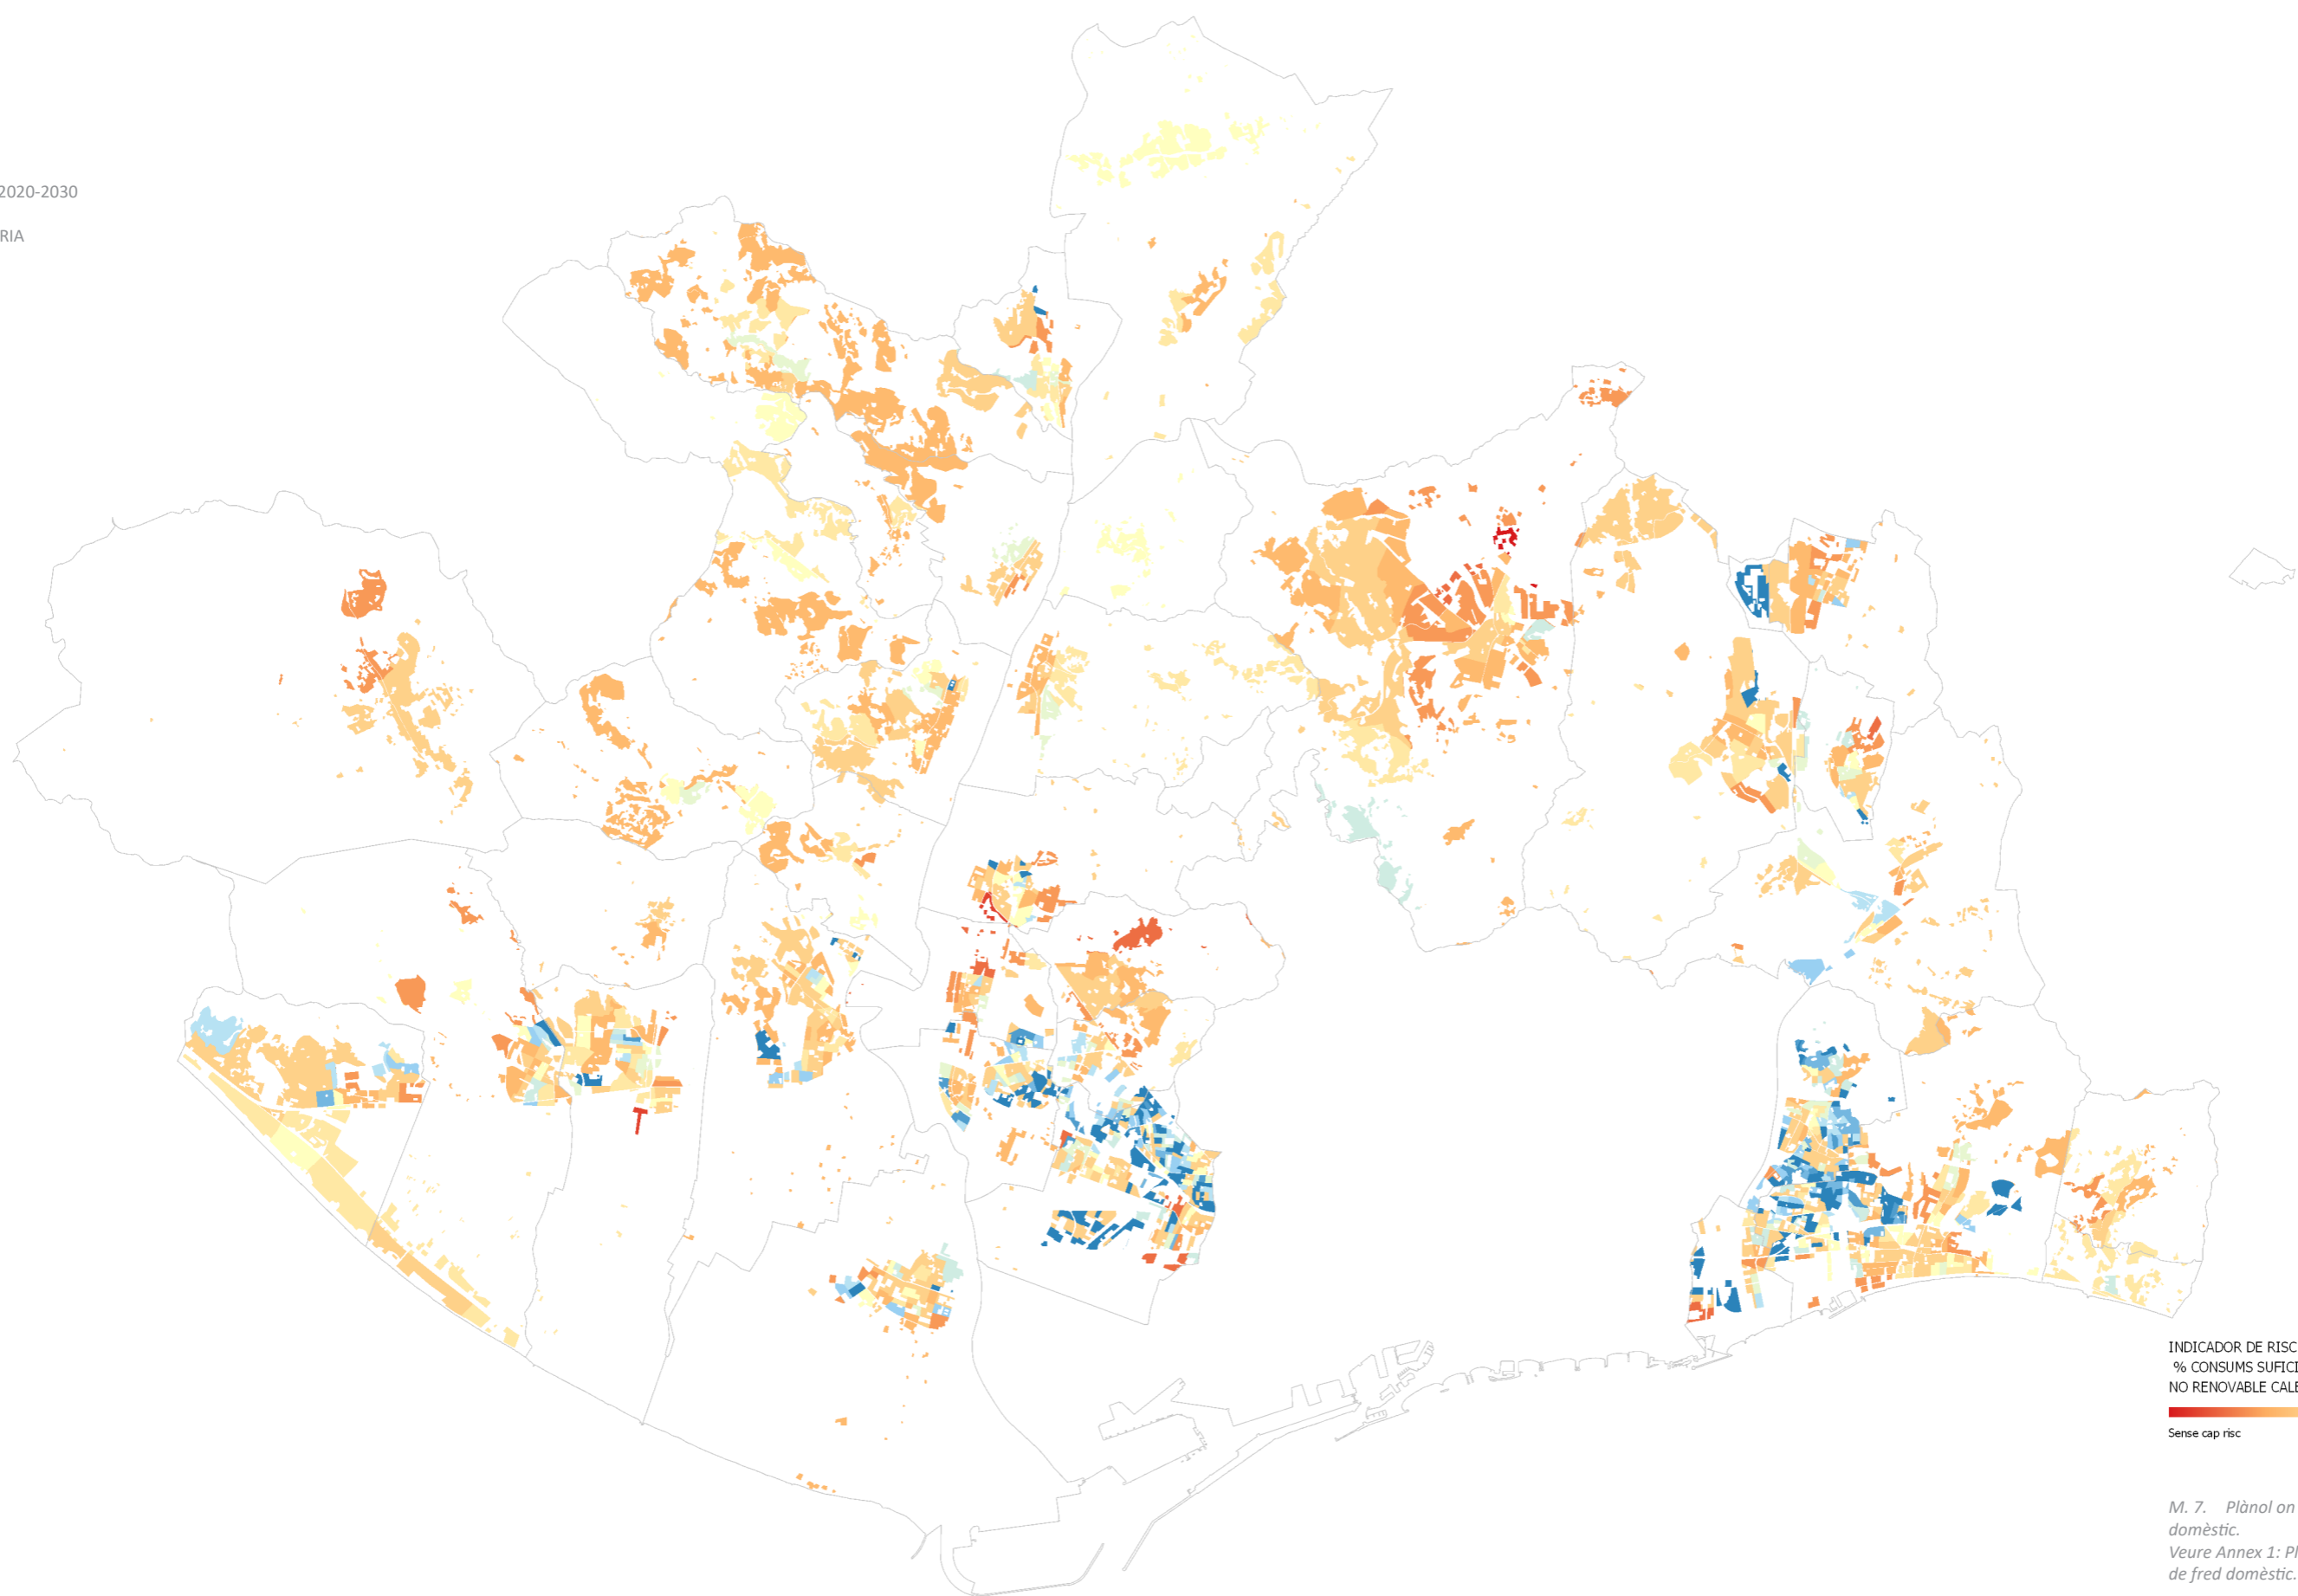 2020-2030
RIA
INDICADOR DE RISC
% CONSUMS SUFICI
NO RENOVABLE CALE
Sense cap risc
M. 7. Plànol on
domèstic.
Veure Annex 1: Pl
de fred domèstic.